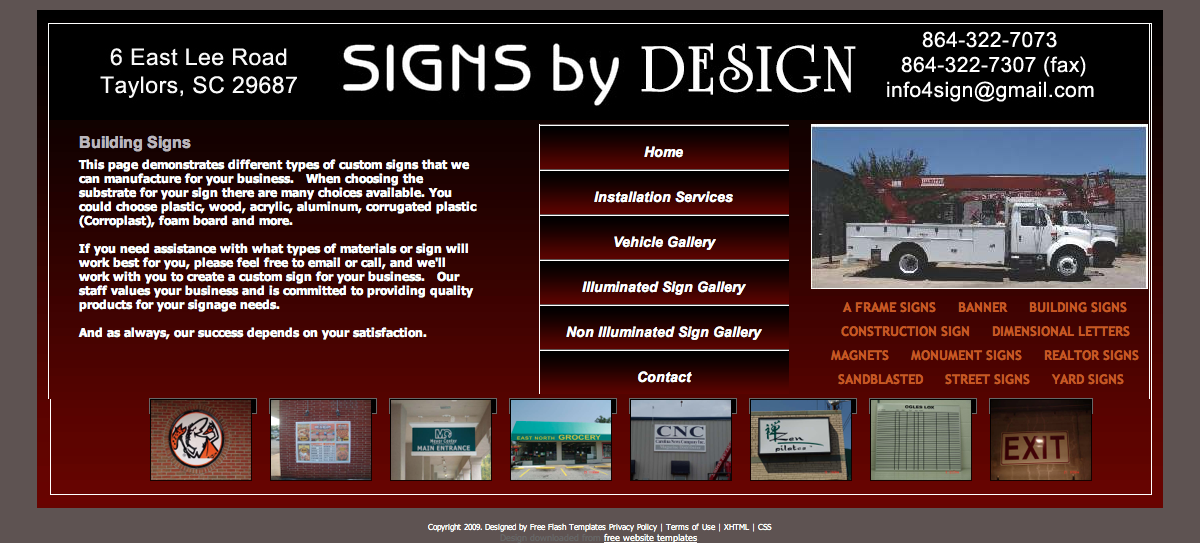 6 East Lee Road
Taylors, SC 29687
SIGNS by DESIGN
864-322-7073
864-322-7307 (fax)
info4sign@gmail.com
Building Signs
This page demonstrates different types of custom signs that we
can manufacture for your business. When choosing the
substrate for your sign there are many choices available. You
could choose plastic, wood, acrylic, aluminum, corrugated plastic
(Corroplast), foam board and more.
If you need assistance with what types of materials or sign will
work best for you, please feel free to email or call, and we'll
work with you to create a custom sign for your business. Our
staff values your business and is committed to providing quality
products for your signage needs.
And as always, our success depends on your satisfaction.
Home
Installation Services
Vehicle Gallery
Illuminated Sign Gallery
Non Illuminated Sign Gallery
Contact
A FRAME SIGNS BANNER BUILDING SIGNS
CONSTRUCTION SIGN DIMENSIONAL LETTERS
MAGNETS MONUMENT SIGNS REALTOR SIGNS
SANDBLASTED STREET SIGNS YARD SIGNS
MAIN ENTRANCE
EAST NORTH GROCERY
CNC
Zen
pilates
OGLES LOX
EXIT
Copyright 2009. Designed by Free Flash Templates Privacy Policy | Terms of Use | XHTML | CSS
Design downloaded from free website templates